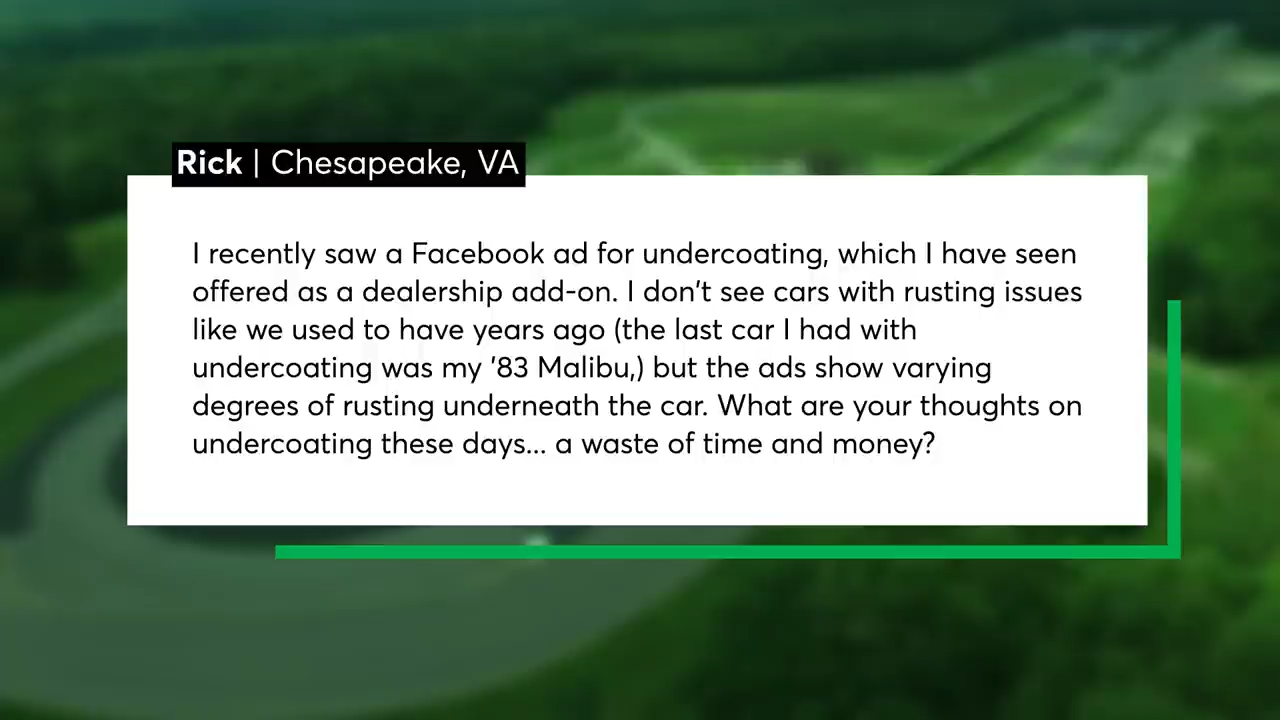 Rick | Chesapeake, VA
I recently saw a Facebook ad for undercoating, which I have seen
offered as a dealership add-on. I don't see cars with rusting issues
like we used to have years ago (the last car I had with
undercoating was my '83 Malibu,) but the ads show varying
degrees of rusting underneath the car. What are your thoughts on
undercoating these days... a waste of time and money?